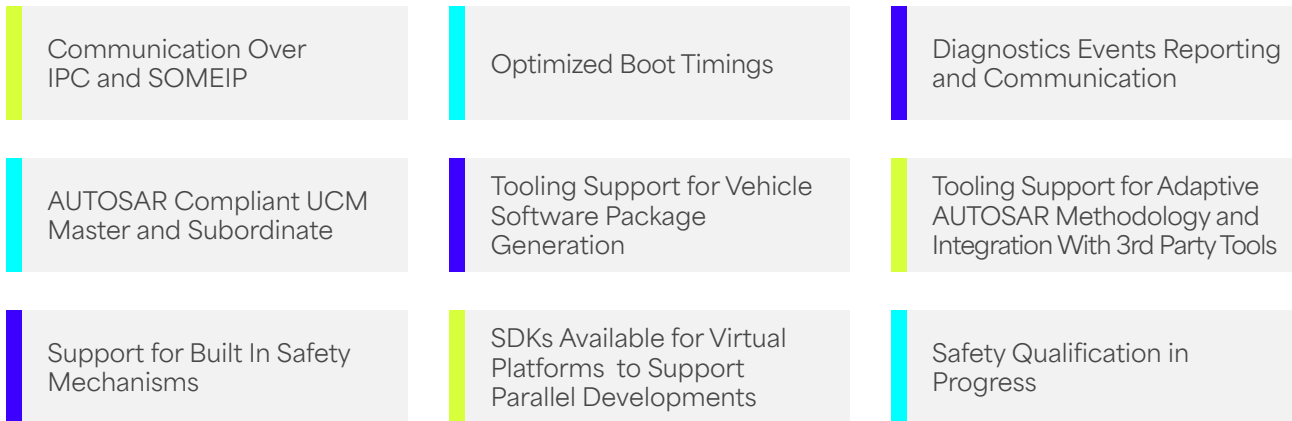 Communication Over
IPC and SOMEIP
Optimized Boot Timings
Diagnostics Events Reporting
and Communication
AUTOSAR Compliant UCM
Master and Subordinate
Tooling Support for Vehicle
Software Package
Generation
Tooling Support for Adaptive
AUTOSAR Methodology and
Integration With 3rd Party Tools
Support for Built In Safety
Mechanisms
SDKs Available for Virtual
Platforms to Support
Parallel Developments
Safety Qualification in
Progress